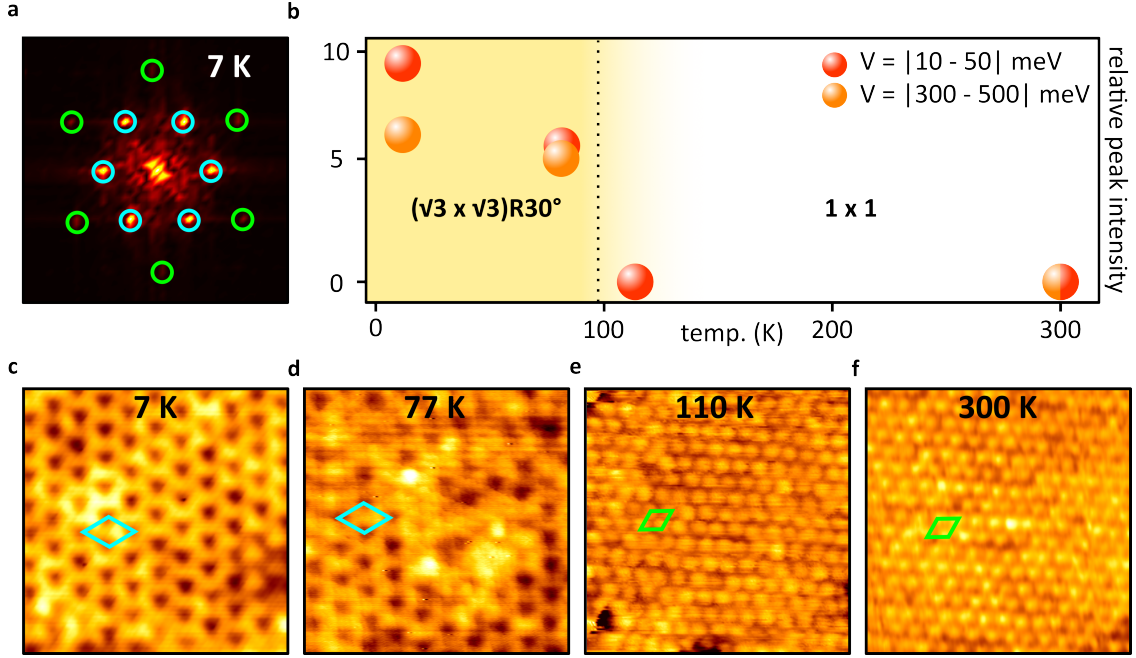 a
7 K
b
10
5
0
V = |10 - 50| meV
V = |300 - 500| meV
(√3 x √3)R30°
1 x 1
relative peak intensity
0
100
temp. (K)
200
300
c
7 K
d
77 K
e
110 K
f
300 K